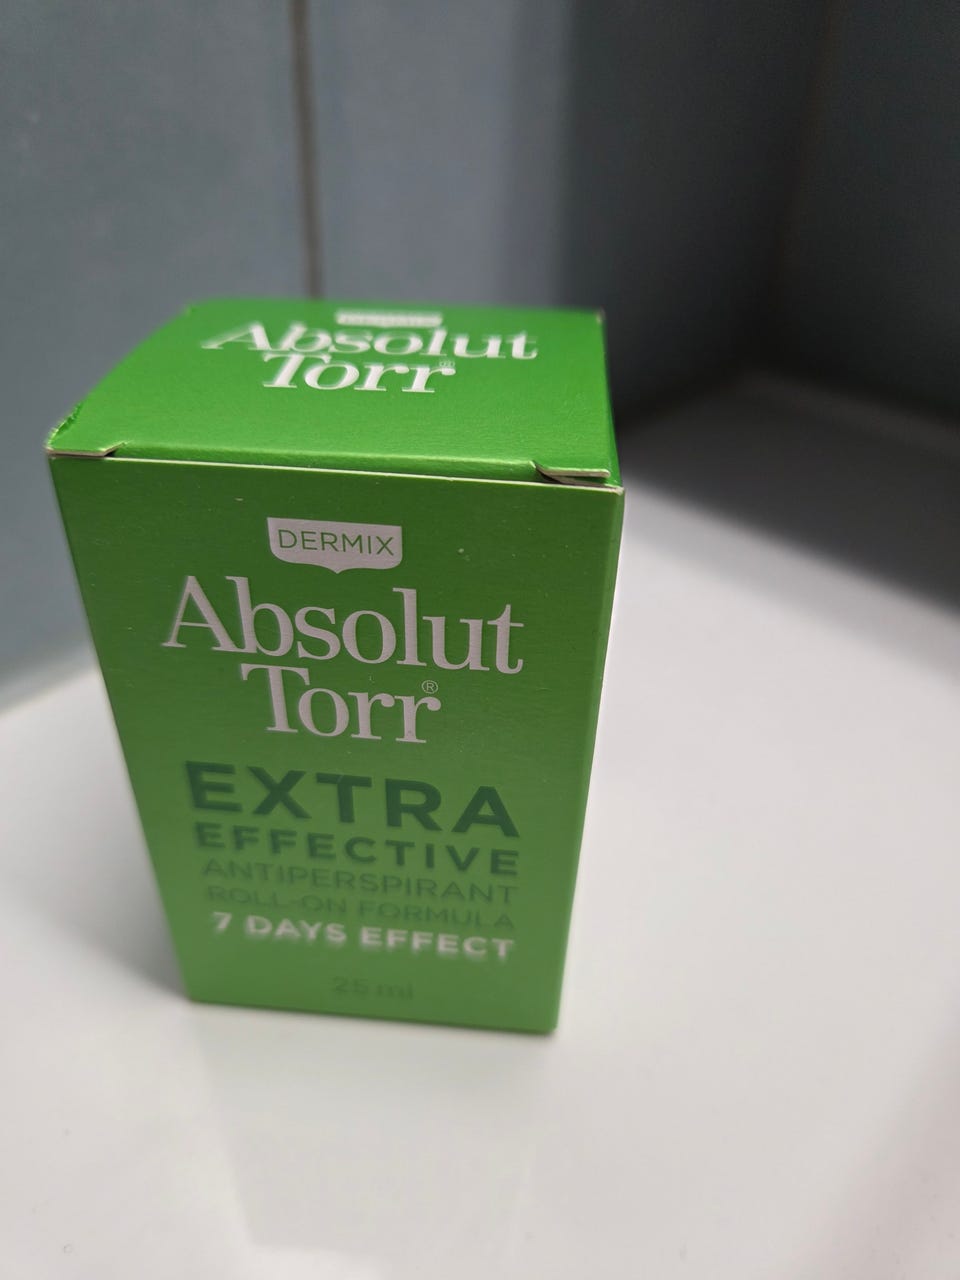 Absolut
Torr®
DERMIX
Absolut
Torr®
EXTRA
EFFECTIVE
ANTIPERSPIRANT
ROLL-ON FORMULA
7 DAYS EFFECT
25 ml